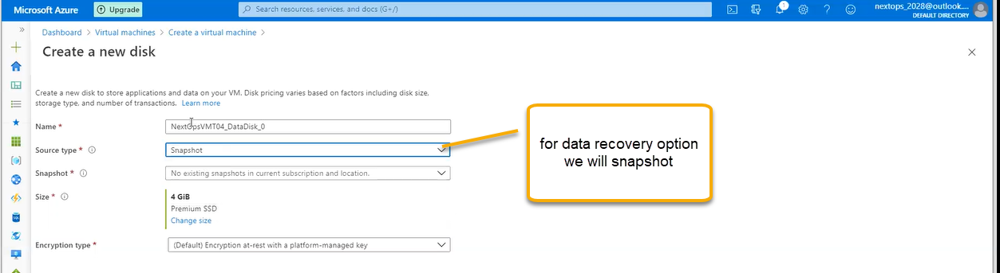 Microsoft Azure
Upgrade
Search resources, services, and docs (G+/)
1
nextops_2028@outlook....
DEFAULT DIRECTORY
Dashboard > Virtual machines > Create a virtual machine >
Create a new disk
Create a new disk to store applications and data on your VM. Disk pricing varies based on factors including disk size,
storage type, and number of transactions. Learn more
Name *
NextOpsVMT04_DataDisk_0
Source type *
Snapshot
for data recovery option
we will snapshot
Snapshot *
No existing snapshots in current subscription and location.
Size *
4 GiB
Premium SSD
Change size
Encryption type *
(Default) Encryption at-rest with a platform-managed key